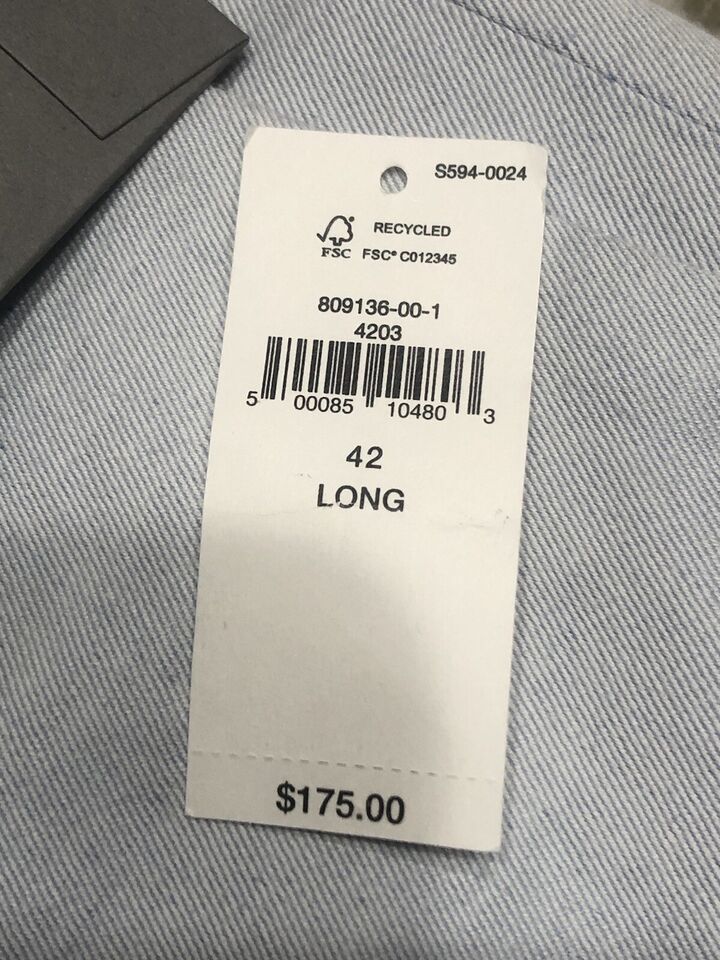 S594-0024
RECYCLED
FSC FSC® C012345
809136-00-1
4203
5 00085 10480 3
42
LONG
$175.00